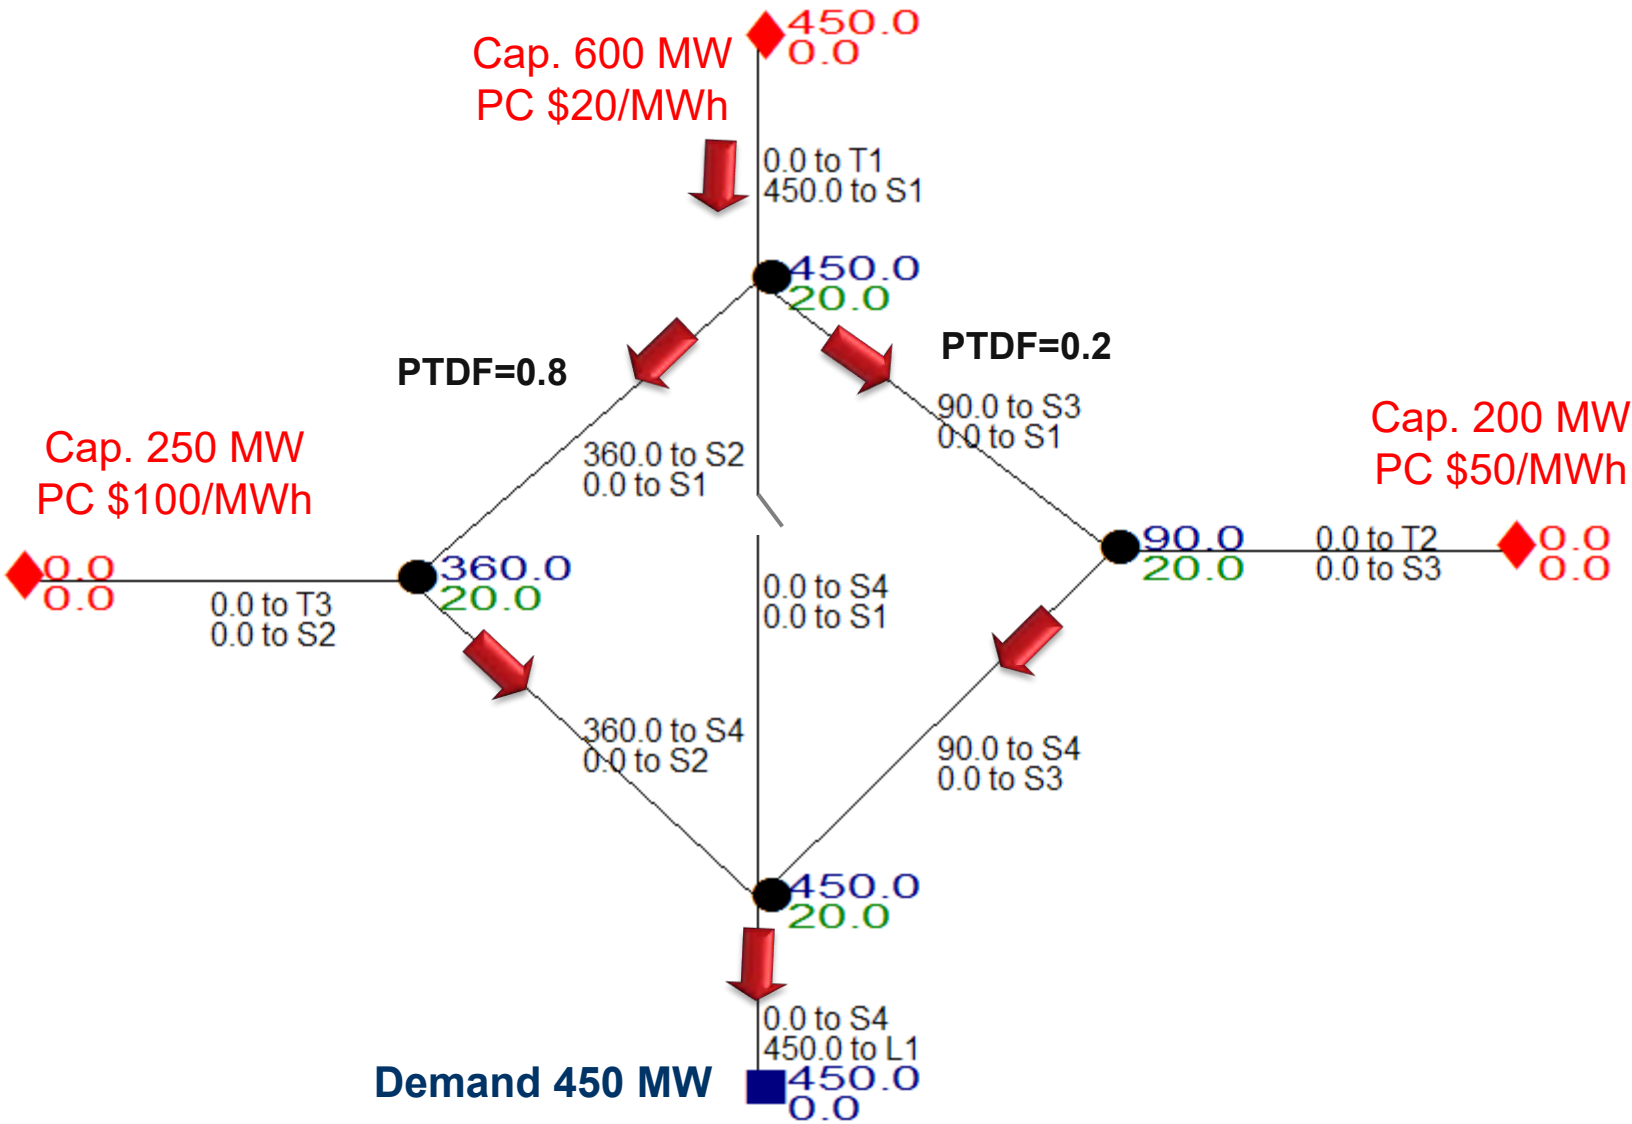 450.0
0.0
Cap. 600 MW
PC $20/MWh
0.0 to T1
450.0 to S1
450.0
20.0
PTDF=0.8
PTDF=0.2
90.0 to S3
0.0 to S1
360.0 to S2
0.0 to S1
Cap. 250 MW
PC $100/MWh
Cap. 200 MW
PC $50/MWh
0.0
0.0
0.0 to T3
0.0 to S2
360.0
20.0
0.0 to S4
0.0 to S1
90.0
20.0
0.0 to T2
0.0 to S3
0.0
0.0
360.0 to S4
0.0 to S2
90.0 to S4
0.0 to S3
450.0
20.0
0.0 to S4
450.0 to L1
Demand 450 MW
450.0
0.0